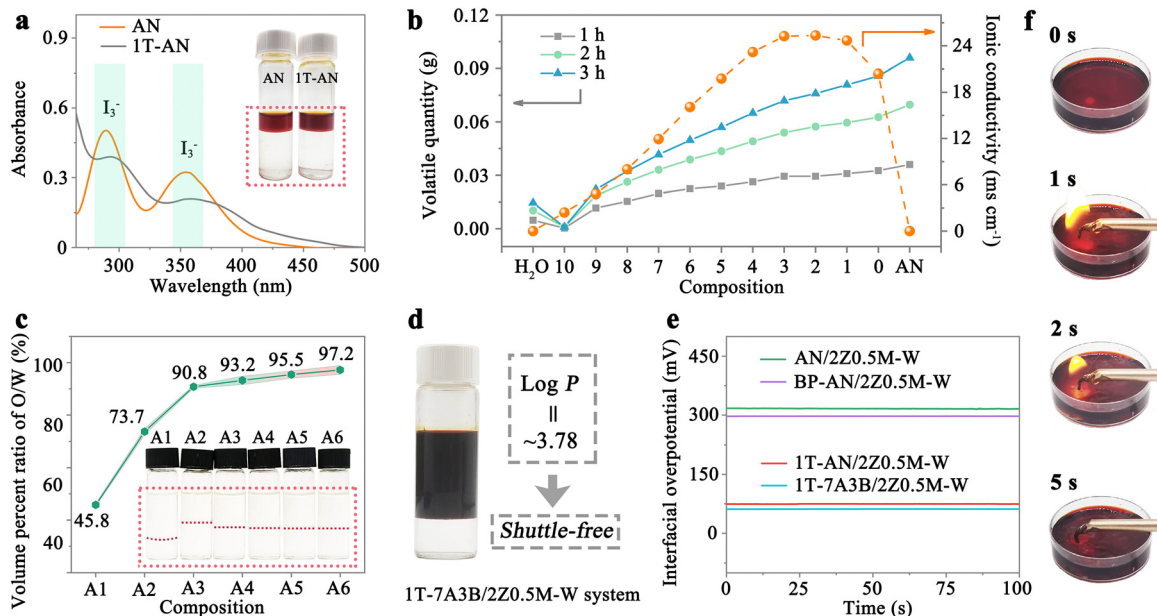 a
AN
1T-AN
0.9
0.6
0.3
0
Absorbance
I₃⁻
I₃⁻
AN 1T-AN
300 350 400 450 500
Wavelength (nm)
b
1 h
2 h
3 h
0.12
0.09
0.06
0.03
0.00
Volatile quantity (g)
24
18
12
6
0
Ionic conductivity (ms cm⁻¹)
H₂O 10 9 8 7 6 5 4 3 2 1 0 AN
Composition
c
Volume percent ratio of O/W (%)
100
80
60
40
45.8
73.7
90.8
93.2
95.5
97.2
A1 A2 A3 A4 A5 A6
A1 A2 A3 A4 A5 A6
Composition
d
Log P
=
~3.78
Shuttle-free
1T-7A3B/2Z0.5M-W system
e
Interfacial overpotential (mV)
450
300
150
0
AN/2Z0.5M-W
BP-AN/2Z0.5M-W
1T-AN/2Z0.5M-W
1T-7A3B/2Z0.5M-W
0 20 40 60 80 100
Time (s)
f
0 s
1 s
2 s
5 s